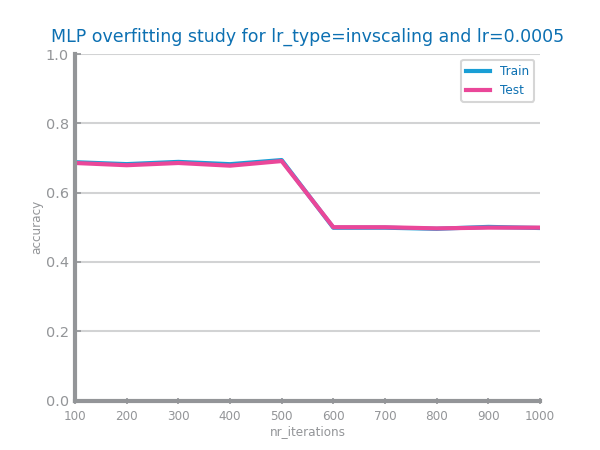 MLP overfitting study for lr_type=invscaling and lr=0.0005
1.0
0.8
0.6
0.4
0.2
0.0
accuracy
Train
Test
100 200 300 400 500 600 700 800 900 1000
nr_iterations